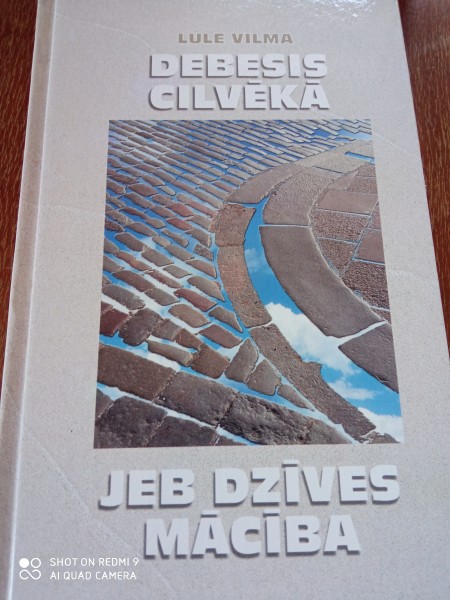 LULE VILMA
DEBESIS
CILVĒKĀ
JEB DZĪVES
MĀCĪBA
SHOT ON REDMI 9
AI QUAD CAMERA